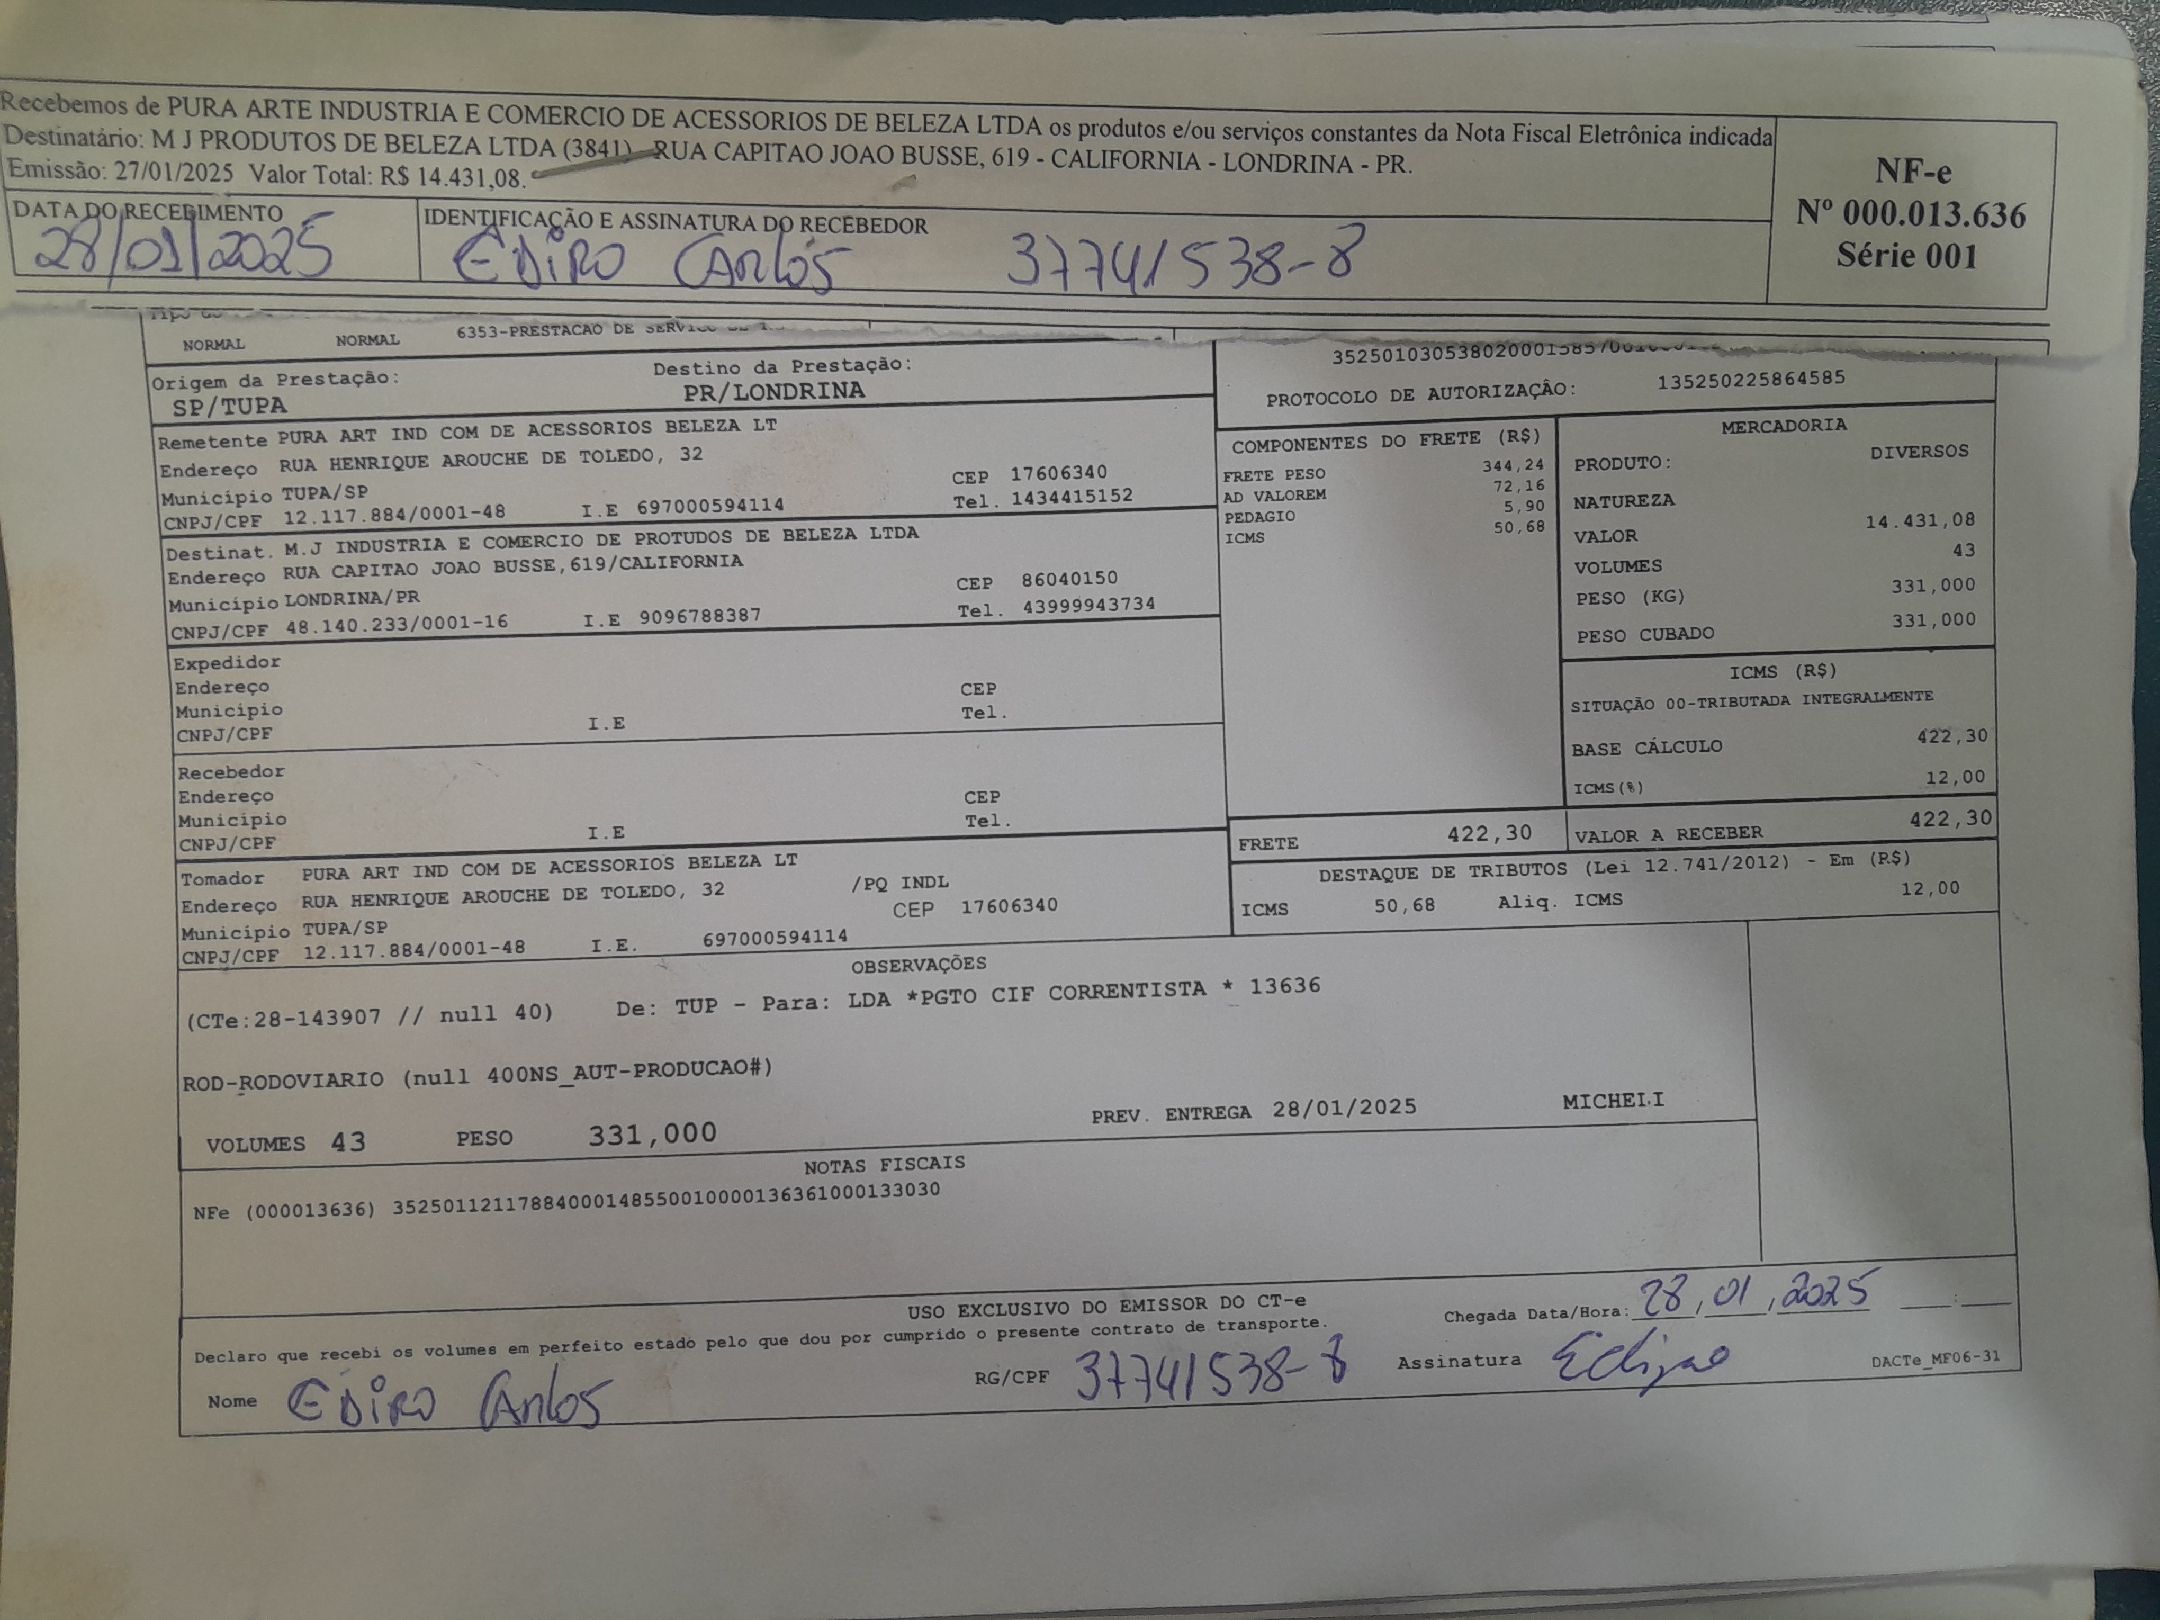 Recebemos de PURA ARTE INDUSTRIA E COMERCIO DE ACESSORIOS DE BELEZA LTDA os produtos e/ou serviços constantes da Nota Fiscal Eletrônica indicada
Destinatário: M J PRODUTOS DE BELEZA LTDA (3841) - RUA CAPITAO JOAO BUSSE, 619 - CALIFORNIA - LONDRINA - PR.
Emissão: 27/01/2025 Valor Total: R$ 14.431,08.
NF-e
Nº 000.013.636
Série 001
DATA DO RECEBIMENTO
28/01/2025
IDENTIFICAÇÃO E ASSINATURA DO RECEBEDOR
EDIRO CARLOS 37741538-8
NORMAL NORMAL 6353-PRESTACAO DE
Origem da Prestação: Destino da Prestação:
SP/TUPA PR/LONDRINA
PROTOCOLO DE AUTORIZAÇÃO: 135250225864585
Remetente PURA ART IND COM DE ACESSORIOS BELEZA LT
Endereço RUA HENRIQUE AROUCHE DE TOLEDO, 32
Município TUPA/SP CEP 17606340
CNPJ/CPF 12.117.884/0001-48 I.E 697000594114 Tel. 1434415152
Destinat. M.J INDUSTRIA E COMERCIO DE PROTUDOS DE BELEZA LTDA
Endereço RUA CAPITAO JOAO BUSSE,619/CALIFORNIA
Município LONDRINA/PR CEP 86040150
CNPJ/CPF 48.140.233/0001-16 I.E 9096788387 Tel. 43999943734
Expedidor
Endereço
Município CEP
CNPJ/CPF I.E Tel.
Recebedor
Endereço
Município CEP
CNPJ/CPF I.E Tel.
Tomador PURA ART IND COM DE ACESSORIOS BELEZA LT
Endereço RUA HENRIQUE AROUCHE DE TOLEDO, 32 /PQ INDL
Município TUPA/SP CEP 17606340
CNPJ/CPF 12.117.884/0001-48 I.E. 697000594114
COMPONENTES DO FRETE (R$)
FRETE PESO 344,24
AD VALOREM 72,16
PEDAGIO 5,90
ICMS 50,68
MERCADORIA
PRODUTO: DIVERSOS
NATUREZA
VALOR 14.431,08
VOLUMES 43
PESO (KG) 331,000
PESO CUBADO 331,000
ICMS (R$)
SITUAÇÃO 00-TRIBUTADA INTEGRALMENTE
BASE CÁLCULO 422,30
ICMS(%) 12,00
FRETE 422,30 VALOR A RECEBER 422,30
DESTAQUE DE TRIBUTOS (Lei 12.741/2012) - Em (R$)
ICMS 50,68 Aliq. ICMS 12,00
OBSERVAÇÕES
(CTe:28-143907 // null 40) De: TUP - Para: LDA *PGTO CIF CORRENTISTA * 13636
ROD-RODOVIARIO (null 400NS_AUT-PRODUCAO#)
VOLUMES 43 PESO 331,000 PREV. ENTREGA 28/01/2025 MICHELI
NOTAS FISCAIS
NFe (000013636) 35250112117884000148550010000136361000133030
USO EXCLUSIVO DO EMISSOR DO CT-e
Declaro que recebi os volumes em perfeito estado pelo que dou por cumprido o presente contrato de transporte.
Chegada Data/Hora: 28/01/2025 :
Nome EDIRO CARLOS RG/CPF 37741538-8 Assinatura
DACTe_MF06-31